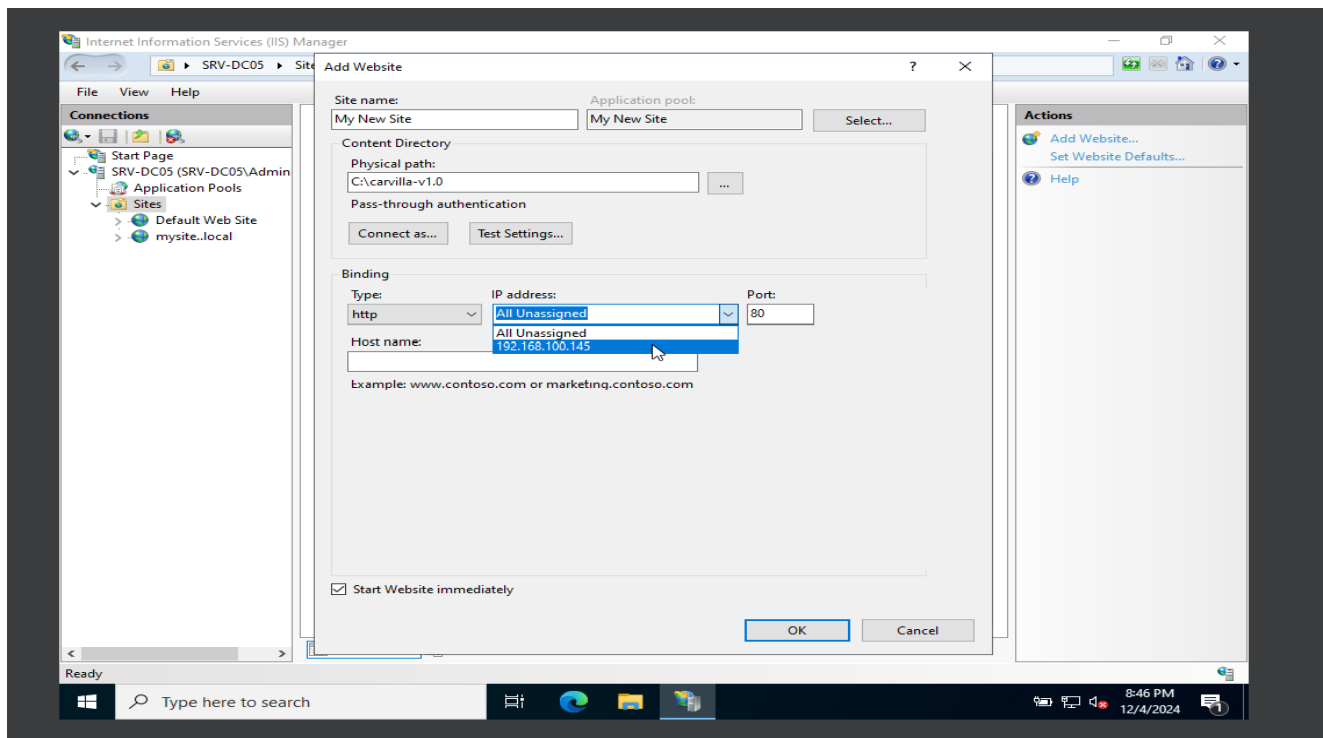 Internet Information Services (IIS) Manager
SRV-DC05 Site
File View Help
Connections
Start Page
SRV-DC05 (SRV-DC05\Admin
Application Pools
Sites
Default Web Site
mysite..local
Add Website ?
Site name: Application pool:
My New Site My New Site Select...
Content Directory
Physical path:
C:\carvilla-v1.0 ...
Pass-through authentication
Connect as... Test Settings...
Binding
Type: IP address: Port:
http All Unassigned 80
All Unassigned
192.168.100.145
Host name:
Example: www.contoso.com or marketing.contoso.com
Start Website immediately
OK Cancel
Actions
Add Website...
Set Website Defaults...
Help
Ready
Type here to search
8:46 PM
12/4/2024
1